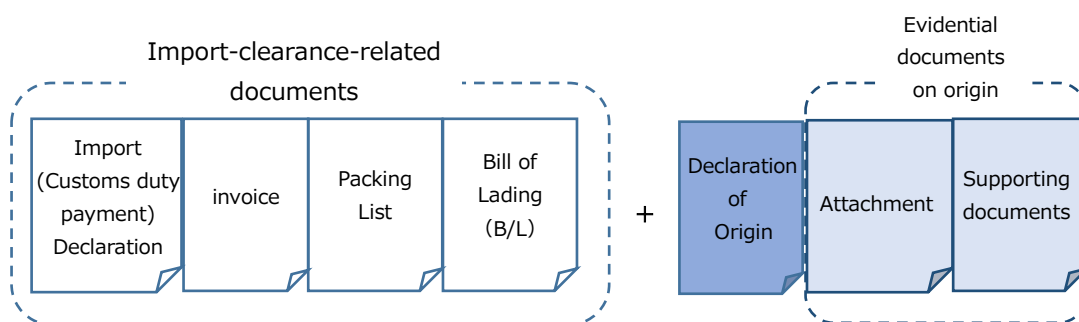 Import-clearance-related
documents
Evidential
documents
on origin
Import
(Customs duty
payment)
Declaration
invoice
Packing
List
Bill of
Lading
（B/L）
+
Declaration
of
Origin
Attachment
Supporting
documents